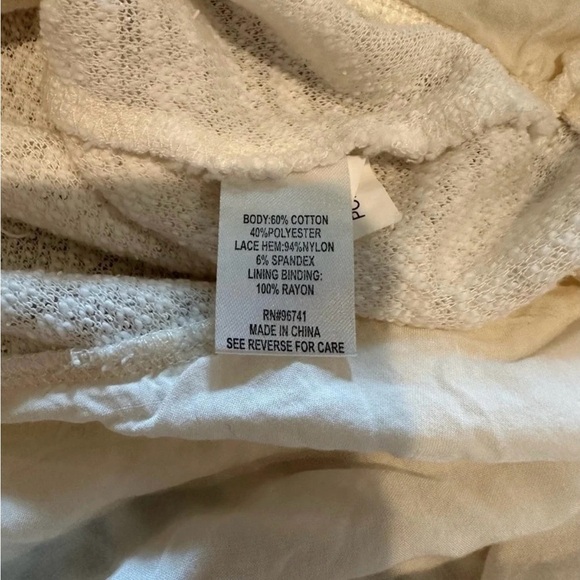 BODY:60% COTTON
40%POLYESTER
LACE HEM:94%NYLON
6% SPANDEX
LINING BINDING:
100% RAYON
RN#96741
MADE IN CHINA
SEE REVERSE FOR CARE